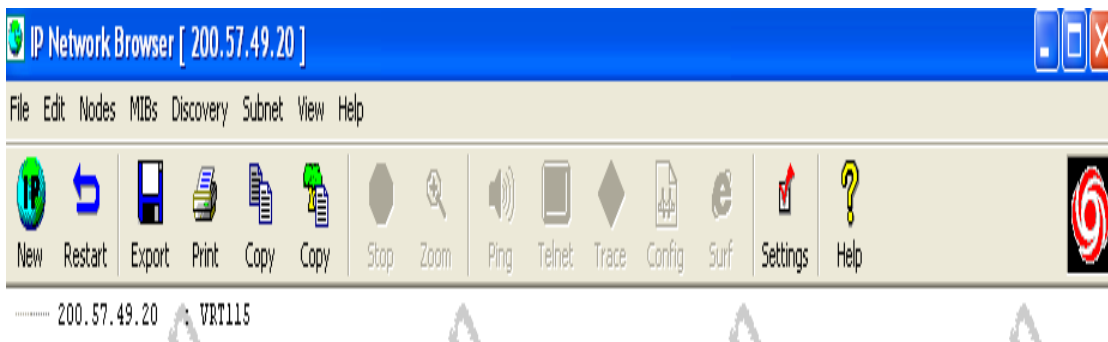 IP Network Browser [ 200.57.49.20 ]
File Edit Nodes MIBs Discovery Subnet View Help
IP
New Restart Export Print Copy Copy Stop Zoom Ping Telnet Trace Config Surf Settings Help
200.57.49.20 : VRT115